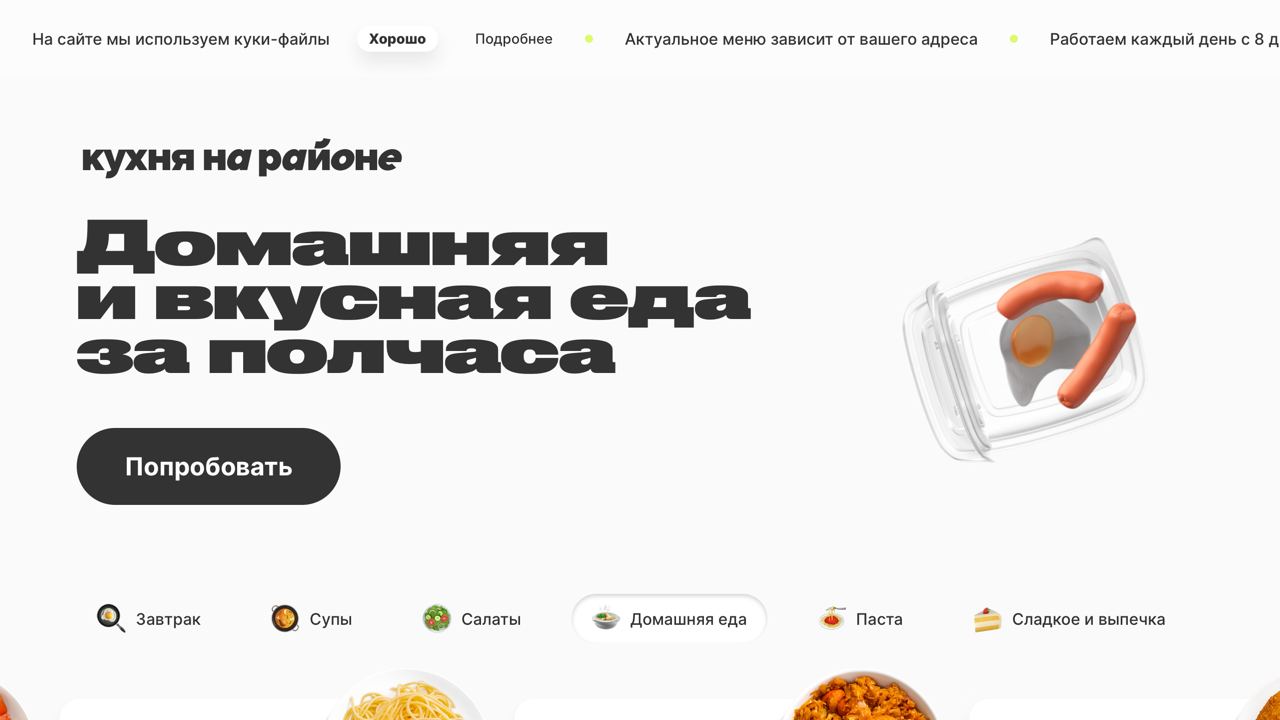 На сайте мы используем куки-файлы Хорошо Подробнее Актуальное меню зависит от вашего адреса Работаем каждый день с 8 д
кухня на районе
Домашняя
и вкусная еда
за полчаса
Попробовать
Завтрак Супы Салаты Домашняя еда Паста Сладкое и выпечка